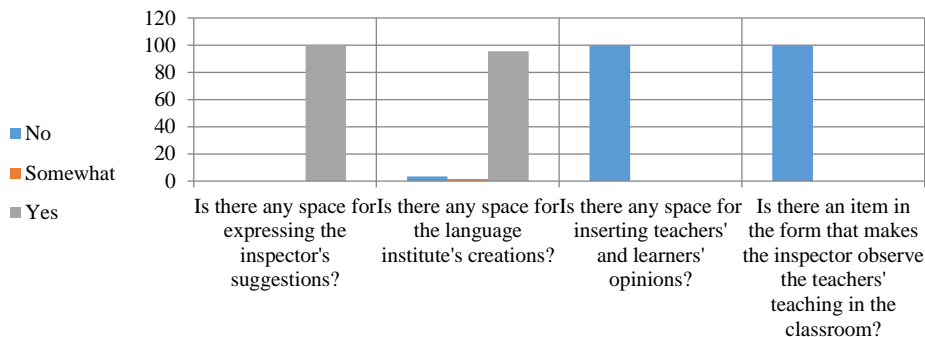 120
100
80
60
40
20
0
No
Somewhat
Yes
Is there any space for
expressing the
inspector's
suggestions?
Is there any space for
the language
institute's creations?
Is there any space for
inserting teachers'
and learners'
opinions?
Is there an item in
the form that makes
the inspector observe
the teachers'
teaching in the
classroom?